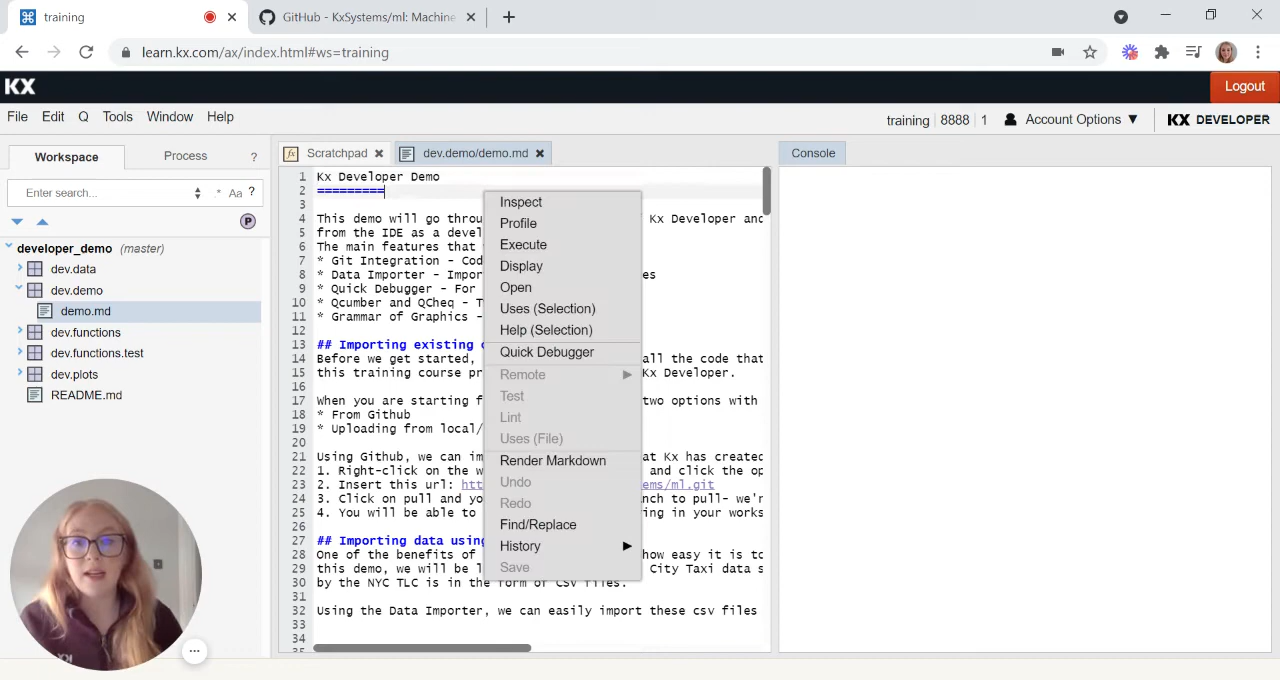 training
GitHub - KxSystems/ml: Machine
learn.kx.com/ax/index.html#ws=training
KX
Logout
File Edit Q Tools Window Help
training 8888 1 Account Options ▼ KX DEVELOPER
Workspace Process ?
Scratchpad dev.demo/demo.md Console
Enter search... .* Aa ?
P
developer_demo (master)
dev.data
dev.demo
demo.md
dev.functions
dev.functions.test
dev.plots
README.md
1 Kx Developer Demo
2 =========
3
4 This demo will go throu Kx Developer and
5 from the IDE as a devel
6 The main features that
7 * Git Integration - Cod
8 * Data Importer - Impor es
9 * Quick Debugger - For
10 * Qcumber and QCheq - T
11 * Grammar of Graphics -
12
13 ## Importing existing
14 Before we get started, all the code that
15 this training course pr Kx Developer.
16
17 When you are starting f two options with
18 * From Github
19 * Uploading from local/
20
21 Using Github, we can im at Kx has created
22 1. Right-click on the w and click the op
23 2. Insert this url: htt ems/ml.git
24 3. Click on pull and yo nch to pull- we'r
25 4. You will be able to ring in your works
26
27 ## Importing data using
28 One of the benefits of how easy it is to
29 this demo, we will be l City Taxi data s
30 by the NYC TLC is in the form of CSV files.
31
32 Using the Data Importer, we can easily import these csv files
33
34
Inspect
Profile
Execute
Display
Open
Uses (Selection)
Help (Selection)
Quick Debugger
Remote
Test
Lint
Uses (File)
Render Markdown
Undo
Redo
Find/Replace
History
Save